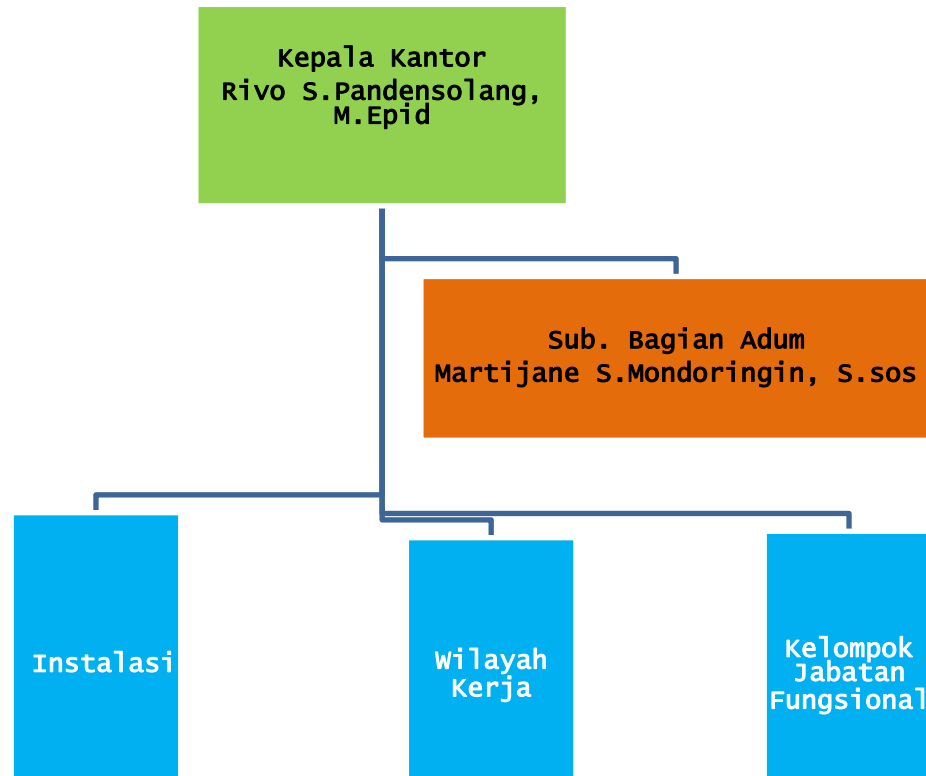 Kepala Kantor
Rivo S.Pandensolang,
M.Epid
Sub. Bagian Adum
Martijane S.Mondoringin, S.sos
Instalasi
Wilayah
Kerja
Kelompok
Jabatan
Fungsional